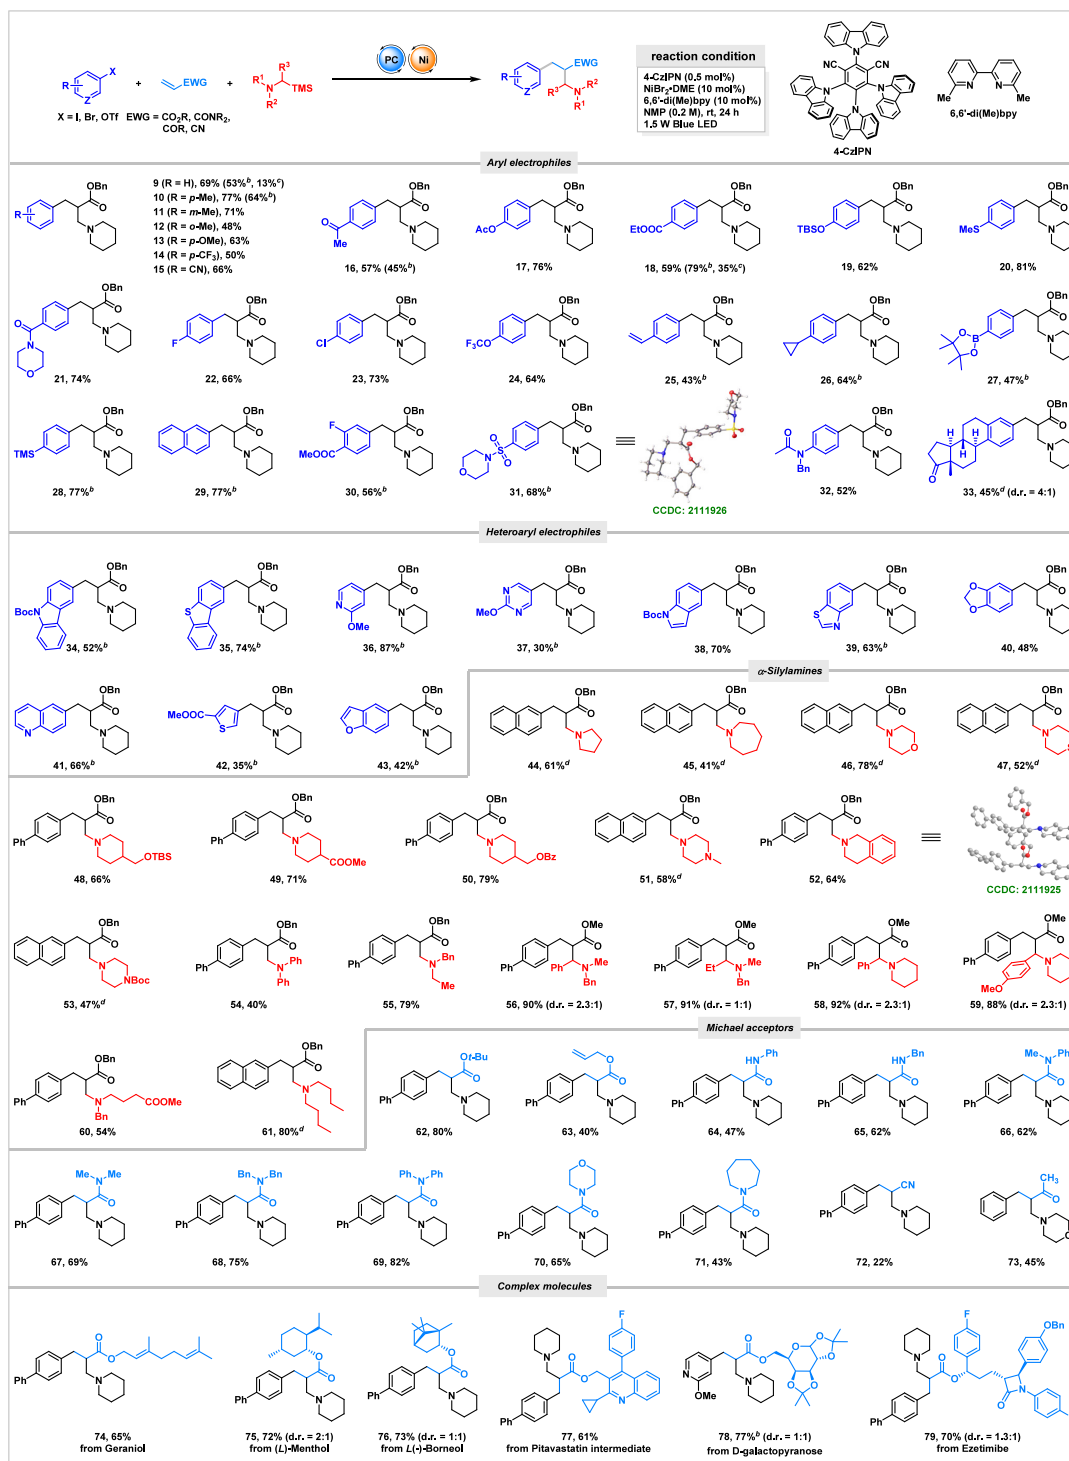 X
R
Z
+
EWG
+
R¹
N
R²
R³
TMS
PC
Ni
R
Z
EWG
R³
N
R²
R¹
X = I, Br, OTf EWG = CO₂R, CONR₂,
COR, CN
reaction condition
4-CzIPN (0.5 mol%)
NiBr₂•DME (10 mol%)
6,6'-di(Me)bpy (10 mol%)
NMP (0.2 M), rt, 24 h
1.5 W Blue LED
4-CzIPN
6,6'-di(Me)bpy
Aryl electrophiles
9 (R = H), 69% (53%ᵇ, 13%ᶜ)
10 (R = p-Me), 77% (64%ᵇ)
11 (R = m-Me), 71%
12 (R = o-Me), 48%
13 (R = p-OMe), 63%
14 (R = p-CF₃), 50%
15 (R = CN), 66%
16, 57% (45%ᵇ)
17, 76%
18, 59% (79%ᵇ, 35%ᶜ)
19, 62%
20, 81%
21, 74%
22, 66%
23, 73%
24, 64%
25, 43%ᵇ
26, 64%ᵇ
27, 47%ᵇ
28, 77%ᵇ
29, 77%ᵇ
30, 56%ᵇ
31, 68%ᵇ
CCDC: 2111926
32, 52%
33, 45%ᵈ (d.r. = 4:1)
Heteroaryl electrophiles
34, 52%ᵇ
35, 74%ᵇ
36, 87%ᵇ
37, 30%ᵇ
38, 70%
39, 63%ᵇ
40, 48%
α-Silylamines
41, 66%ᵇ
42, 35%ᵇ
43, 42%ᵇ
44, 61%ᵈ
45, 41%ᵈ
46, 78%ᵈ
47, 52%ᵈ
48, 66%
49, 71%
50, 79%
51, 58%ᵈ
52, 64%
CCDC: 2111925
53, 47%ᵈ
54, 40%
55, 79%
56, 90% (d.r. = 2.3:1)
57, 91% (d.r. = 1:1)
58, 92% (d.r. = 2.3:1)
59, 88% (d.r. = 2.3:1)
Michael acceptors
60, 54%
61, 80%ᵈ
62, 80%
63, 40%
64, 47%
65, 62%
66, 62%
67, 69%
68, 75%
69, 82%
70, 65%
71, 43%
72, 22%
73, 45%
Complex molecules
74, 65%
from Geraniol
75, 72% (d.r. = 2:1)
from (L)-Menthol
76, 73% (d.r. = 1:1)
from L(-)-Borneol
77, 61%
from Pitavastatin intermediate
78, 77%ᵇ (d.r. = 1:1)
from D-galactopyranose
79, 70% (d.r. = 1.3:1)
from Ezetimibe